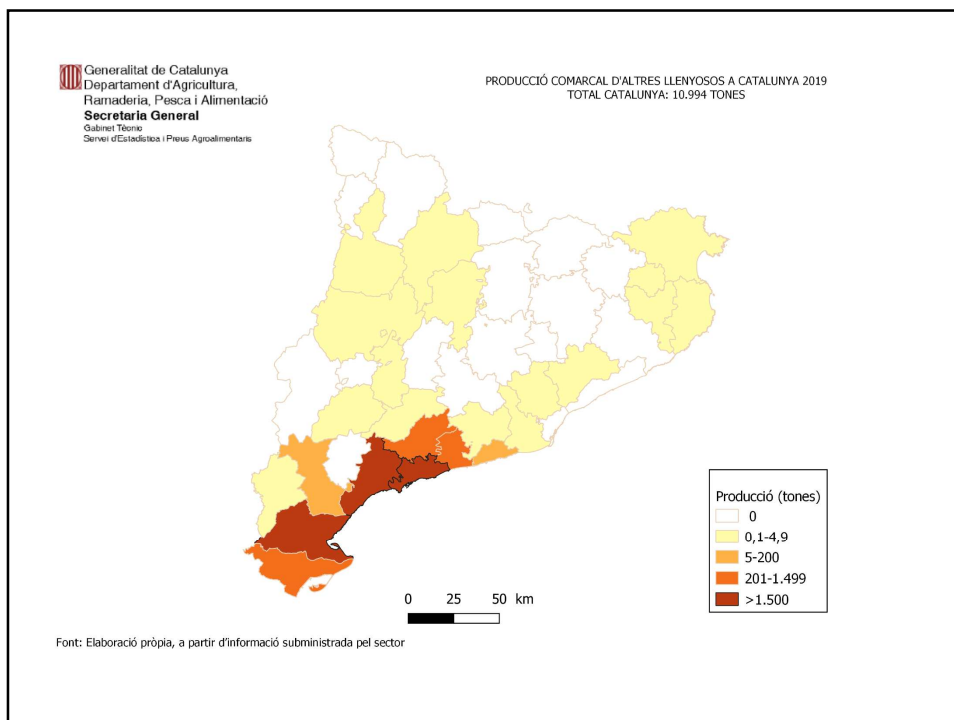 Generalitat de Catalunya
Departament d'Agricultura,
Ramaderia, Pesca i Alimentació
Secretaria General
Gabinet Tècnic
Servei d'Estadística i Preus Agroalimentaris
PRODUCCIÓ COMARCAL D'ALTRES LLENYOSOS A CATALUNYA 2019
TOTAL CATALUNYA: 10.994 TONES
Producció (tones)
0
0,1-4,9
5-200
201-1.499
>1.500
0 25 50 km
Font: Elaboració pròpia, a partir d'informació subministrada pel sector